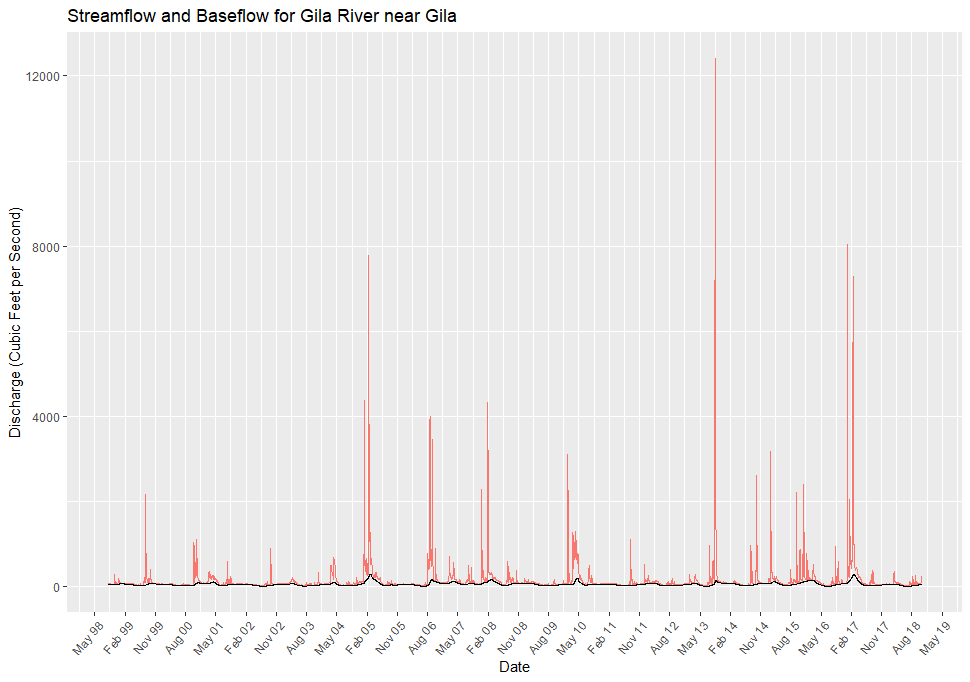 Streamflow and Baseflow for Gila River near Gila
Discharge (Cubic Feet per Second)
12000
8000
4000
0
May 98
Feb 99
Nov 99
Aug 00
May 01
Feb 02
Nov 02
Aug 03
May 04
Feb 05
Nov 05
Aug 06
May 07
Feb 08
Nov 08
Aug 09
May 10
Feb 11
Nov 11
Aug 12
May 13
Feb 14
Nov 14
Aug 15
May 16
Feb 17
Nov 17
Aug 18
May 19
Date